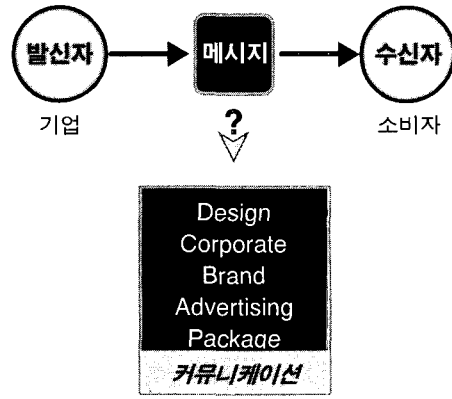 발신자 메시지 수신자
기업 ? 소비자
Design
Corporate
Brand
Advertising
Package
커뮤니케이션